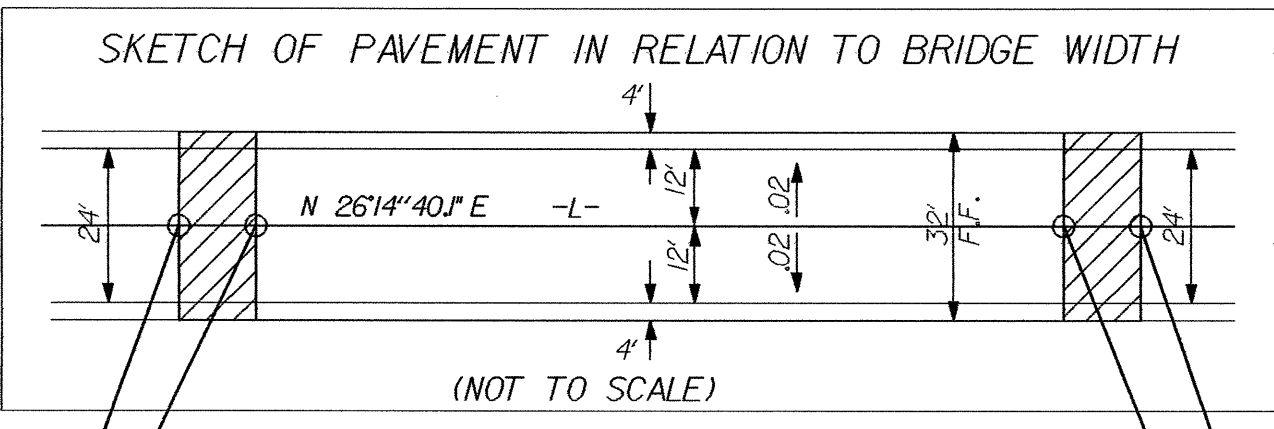 SKETCH OF PAVEMENT IN RELATION TO BRIDGE WIDTH
4'
24'
N 26°14''40.1" E -L-
12'
.02
12'
.02
32'
F.F.
24'
4'
(NOT TO SCALE)